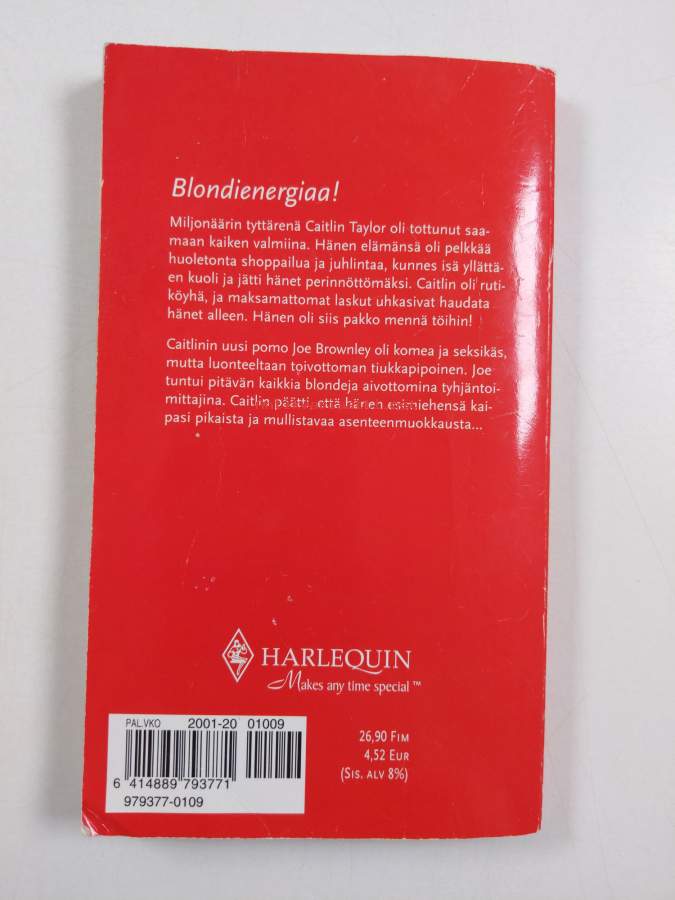 Blondienergiaa!
Miljonäärin tyttärenä Caitlin Taylor oli tottunut saa-
maan kaiken valmiina. Hänen elämänsä oli pelkkää
huoletonta shoppailua ja juhlintaa, kunnes isä yllättä-
en kuoli ja jätti hänet perinnöttömäksi. Caitlin oli ruti-
köyhä, ja maksamattomat laskut uhkasivat haudata
hänet alleen. Hänen oli siis pakko mennä töihin!
Caitlinin uusi pomo Joe Brownley oli komea ja seksikäs,
mutta luonteeltaan toivottoman tiukkapipoinen. Joe
tuntui pitävän kaikkia blondeja aivottomina tyhjäntoi-
mittajina. Caitlin päätti, että hänen esimiehensä kai-
pasi pikaista ja mullistavaa asenteenmuokkausta...
HARLEQUIN
Makes any time special™
PAL.VKO 2001-20 01009
6 414889 793771
979377-0109
26,90 FIM
4,52 EUR
(SIS. ALV 8%)